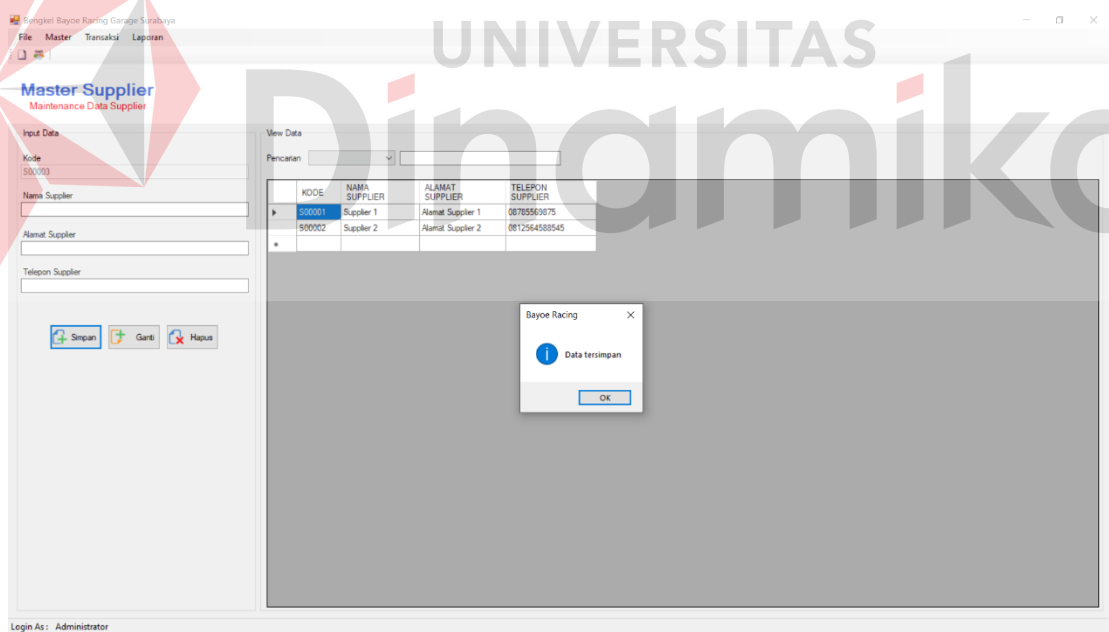 Bengkel Bayoe Racing Garage Surabaya
File Master Transaksi Laporan
UNIVERSITAS
Dinamika
Master Supplier
Maintenance Data Supplier
Input Data
Kode
S00003
Nama Supplier
Alamat Supplier
Telepon Supplier
Simpan Ganti Hapus
View Data
Pencarian
KODE NAMA SUPPLIER ALAMAT SUPPLIER TELEPON SUPPLIER
S00001 Supplier 1 Alamat Supplier 1 08785569875
S00002 Supplier 2 Alamat Supplier 2 0812564588545
Bayoe Racing
Data tersimpan
OK
Login As : Administrator